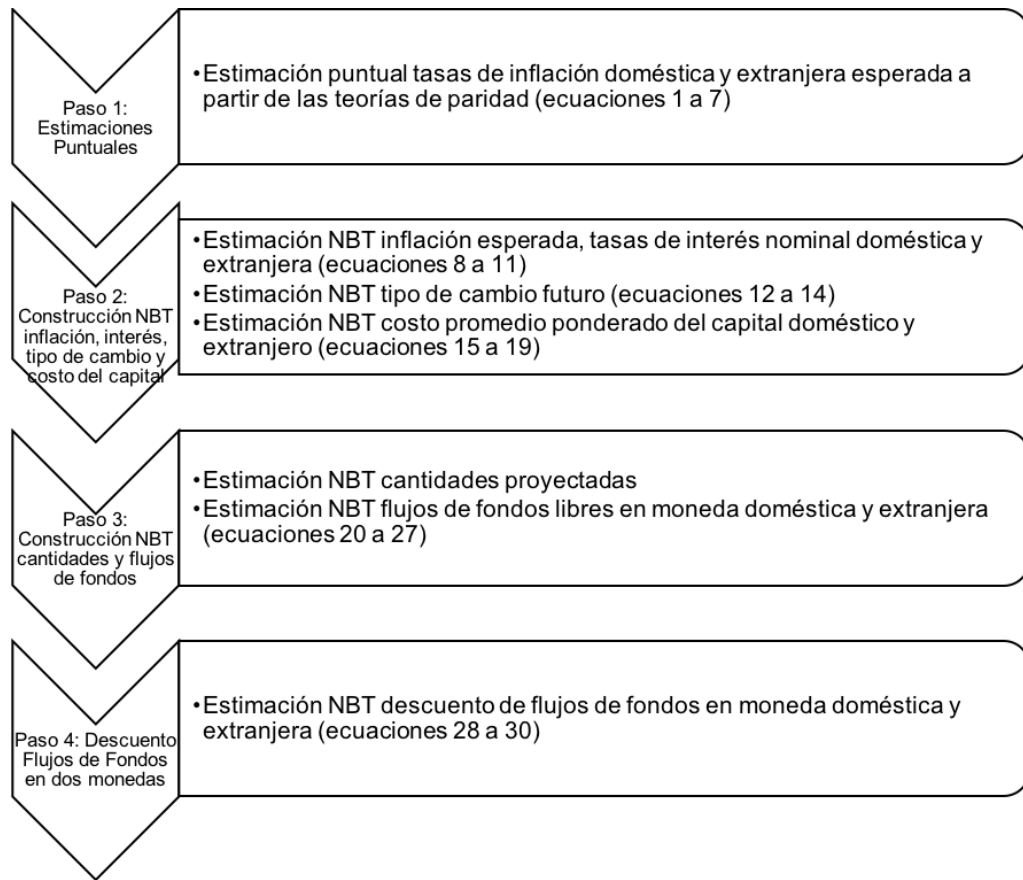 Paso 1:
Estimaciones
Puntuales
•Estimación puntual tasas de inflación doméstica y extranjera esperada a
partir de las teorías de paridad (ecuaciones 1 a 7)
Paso 2:
Construcción NBT
inflación, interés,
tipo de cambio y
costo del capital
•Estimación NBT inflación esperada, tasas de interés nominal doméstica y
extranjera (ecuaciones 8 a 11)
•Estimación NBT tipo de cambio futuro (ecuaciones 12 a 14)
•Estimación NBT costo promedio ponderado del capital doméstico y
extranjero (ecuaciones 15 a 19)
Paso 3:
Construcción NBT
cantidades y flujos
de fondos
•Estimación NBT cantidades proyectadas
•Estimación NBT flujos de fondos libres en moneda doméstica y extranjera
(ecuaciones 20 a 27)
Paso 4: Descuento
Flujos de Fondos
en dos monedas
•Estimación NBT descuento de flujos de fondos en moneda doméstica y
extranjera (ecuaciones 28 a 30)